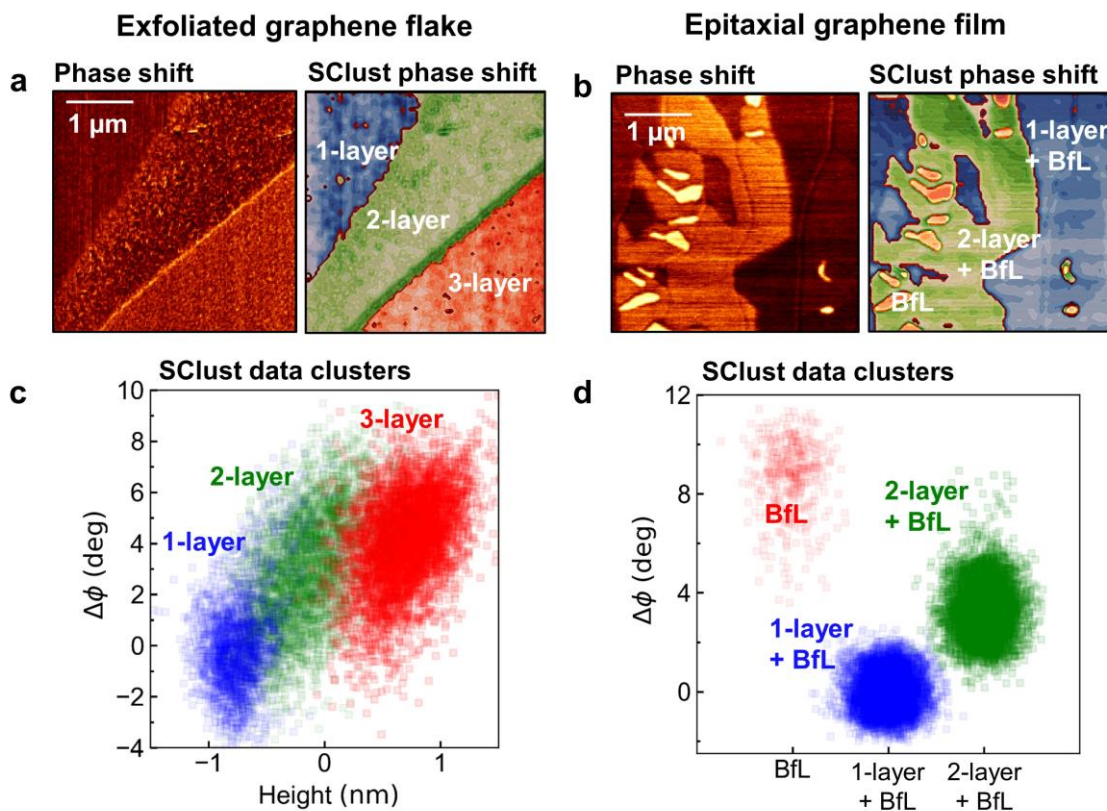 Exfoliated graphene flake
Epitaxial graphene film
a
Phase shift
SClust phase shift
1 μm
1-layer
2-layer
3-layer
b
Phase shift
SClust phase shift
1 μm
1-layer
+ BfL
2-layer
+ BfL
BfL
c
SClust data clusters
10
8
6
4
2
0
−2
−4
Δϕ (deg)
1-layer
2-layer
3-layer
−1
0
1
Height (nm)
d
SClust data clusters
12
8
4
0
Δϕ (deg)
BfL
1-layer
+ BfL
2-layer
+ BfL
BfL
1-layer
+ BfL
2-layer
+ BfL